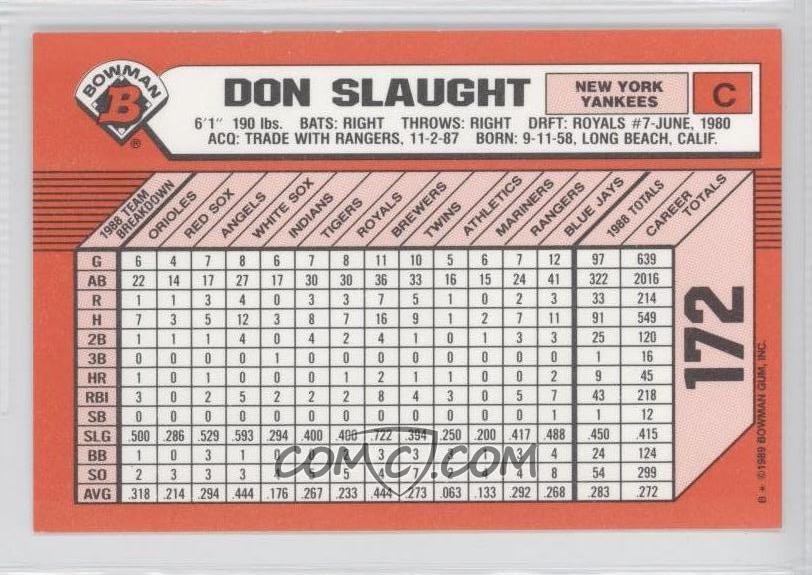 BOWMAN
B
®
DON SLAUGHT
NEW YORK
YANKEES
C
6'1" 190 lbs. BATS: RIGHT THROWS: RIGHT DRFT: ROYALS #7-JUNE, 1980
ACQ: TRADE WITH RANGERS, 11-2-87 BORN: 9-11-58, LONG BEACH, CALIF.
1988 TEAM
BREAKDOWN
ORIOLES
RED SOX
ANGELS
WHITE SOX
INDIANS
TIGERS
ROYALS
BREWERS
TWINS
ATHLETICS
MARINERS
RANGERS
BLUE JAYS
1988 TOTALS
CAREER TOTALS
G 6 4 7 8 6 7 8 11 10 5 6 7 12 97 639
AB 22 14 17 27 17 30 30 36 33 16 15 24 41 322 2016
R 1 1 3 4 0 3 3 7 5 1 0 2 3 33 214
H 7 3 5 12 3 8 7 16 9 1 2 7 11 91 549
2B 1 1 1 4 0 4 2 4 1 0 1 3 3 25 120
3B 0 0 0 0 1 0 0 0 0 0 0 0 0 1 16
HR 1 0 1 0 0 0 1 2 1 1 0 0 2 9 45
RBI 3 0 2 5 2 2 2 8 4 3 0 5 7 43 218
SB 0 0 0 0 0 0 0 0 0 0 0 0 1 1 12
SLG .500 .286 .529 .593 .294 .400 .400 .722 .394 .250 .200 .417 .488 .450 .415
BB 1 0 3 1 24 124
SO 2 3 3 3 7 4 4 8 54 299
AVG .318 .214 .294 .444 .176 .267 .233 .444 .273 .063 .133 .292 .268 .283 .272
COMC.COM
172
B * ©1989 BOWMAN GUM, INC.